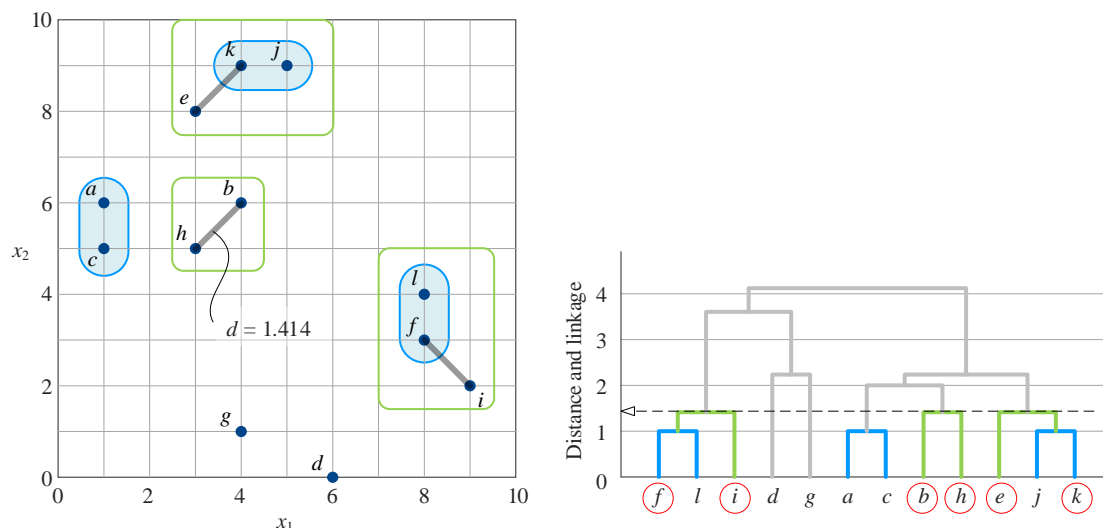 10
k j
e
8
a b
6
h
c
x2
l
4
f
d = 1.414
2
i
g
d
0
0 2 4 6 8 10
x1
Distance and linkage
4
3
2
1
0
f l i d g a c b h e j k